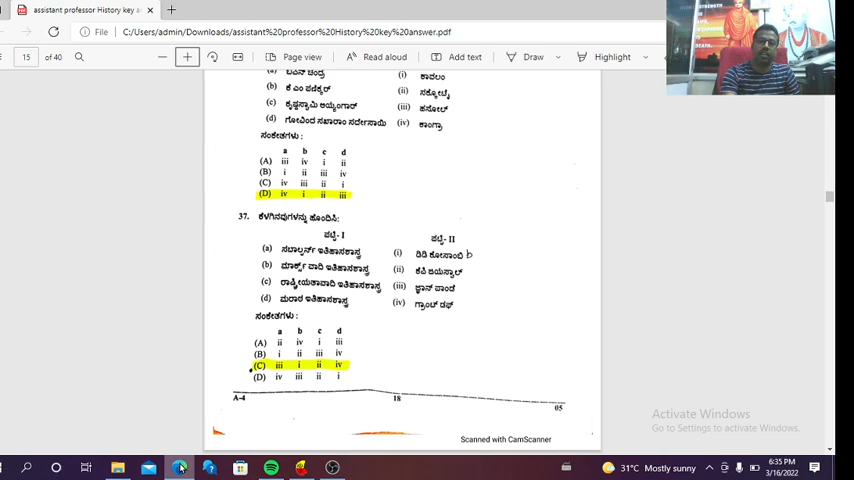 assistant professor History key a
File
C:/Users/admin/Downloads/assistant%20professor%20History%20key%20answer.pdf
15 of 40
Page view
Read aloud
Add text
Draw
Highlight
(a) ಬಿಪಿನ್ ಚಂದ್ರ (i) ಕಾವಲಂ
(b) ಕೆ ಎಂ ಪಣಿಕ್ಕರ್ (ii) ಸಕ್ಕೋಟೈ
(c) ಕೃಷ್ಣಸ್ವಾಮಿ ಅಯ್ಯಂಗಾರ್ (iii) ಹಸೋಲ್
(d) ಗೋವಿಂದ ಸಖಾರಾಂ ಸರ್ದೇಸಾಯಿ (iv) ಕಾಂಗ್ರಾ
ಸಂಕೇತಗಳು :
a b c d
(A) iii iv i ii
(B) i ii iii iv
(C) iv iii ii i
(D) iv i ii iii
37. ಕೆಳಗಿನವುಗಳನ್ನು ಹೊಂದಿಸಿ:
ಪಟ್ಟಿ- I ಪಟ್ಟಿ- II
(a) ಸಬಾಲ್ಟರ್ನ್ ಇತಿಹಾಸಶಾಸ್ತ್ರ (i) ಡಿಡಿ ಕೋಸಾಂಬಿ b
(b) ಮಾರ್ಕ್ಸ್ ವಾದಿ ಇತಿಹಾಸಶಾಸ್ತ್ರ (ii) ಕೆಪಿ ಜಯಸ್ವಾಲ್
(c) ರಾಷ್ಟ್ರೀಯತಾವಾದಿ ಇತಿಹಾಸಶಾಸ್ತ್ರ (iii) ಜ್ಞಾನ್ ಪಾಂಡೆ
(d) ಮರಾಠ ಇತಿಹಾಸಶಾಸ್ತ್ರ (iv) ಗ್ರಾಂಟ್ ಡಫ್
ಸಂಕೇತಗಳು :
a b c d
(A) ii iv i iii
(B) i ii iii iv
(C) iii i ii iv
(D) iv iii ii i
A-4 18 05
Scanned with CamScanner
Activate Windows
Go to Settings to activate Windows.
31°C Mostly sunny
6:35 PM
3/16/2022